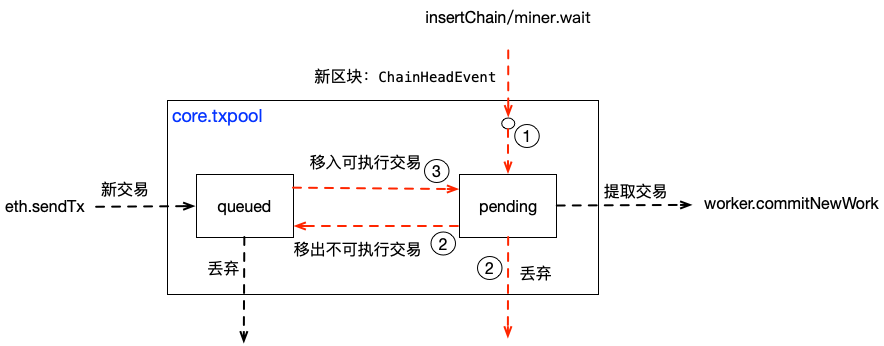 insertChain/miner.wait
新区块：ChainHeadEvent
core.txpool
1
移入可执行交易
3
新交易
提取交易
eth.sendTx
queued
pending
worker.commitNewWork
移出不可执行交易
2
丢弃
2
丢弃